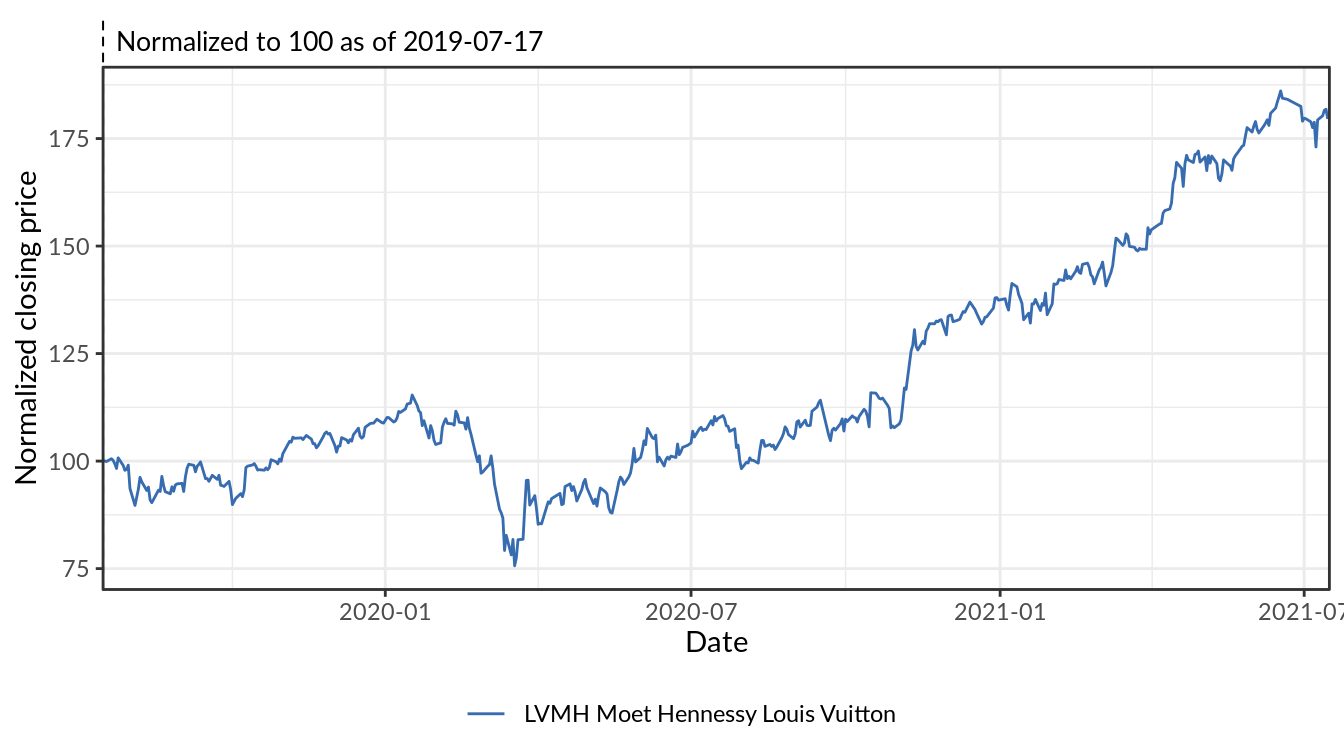 Normalized to 100 as of 2019-07-17
Normalized closing price
175
150
125
100
75
2020-01
2020-07
2021-01
2021-07
Date
LVMH Moet Hennessy Louis Vuitton